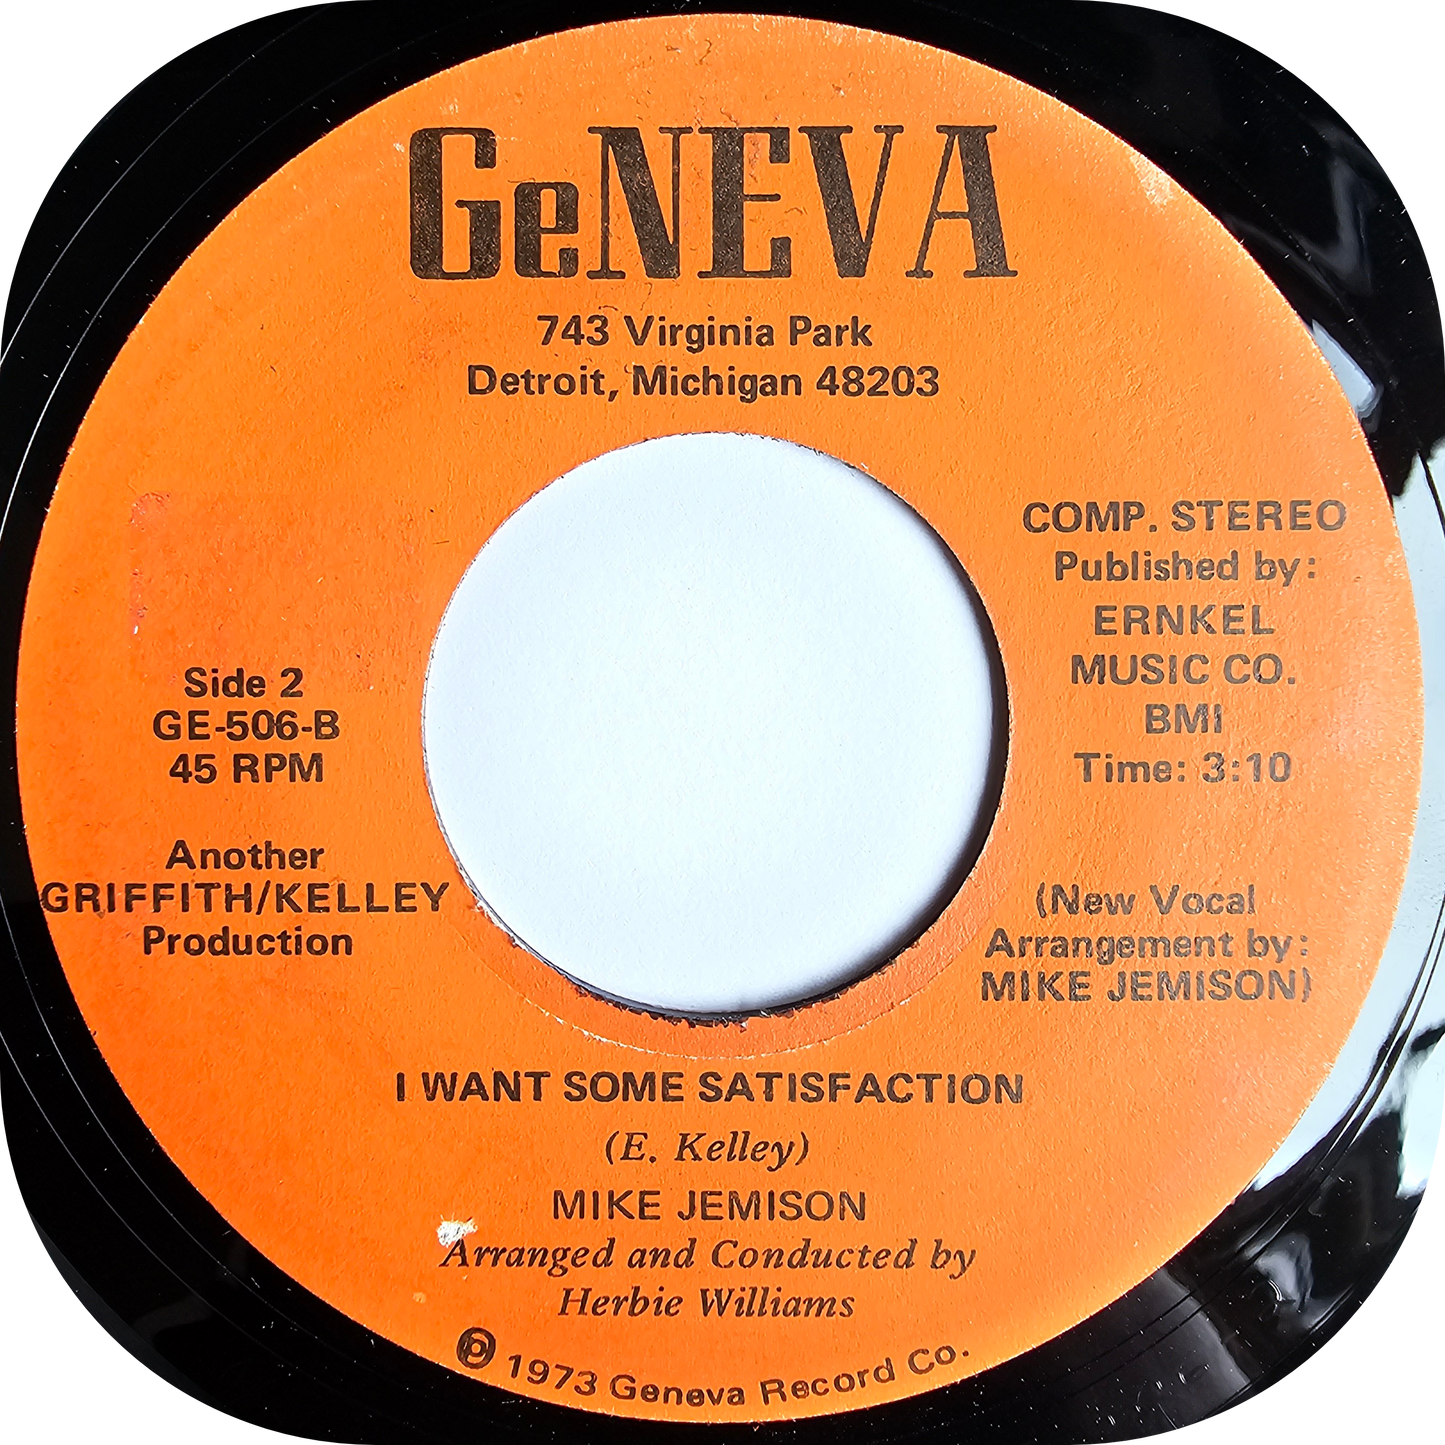 GeNEVA
743 Virginia Park
Detroit, Michigan 48203
Side 2
GE-506-B
45 RPM
Another
GRIFFITH/KELLEY
Production
COMP. STEREO
Published by:
ERNKEL
MUSIC CO.
BMI
Time: 3:10
(New Vocal
Arrangement by:
MIKE JEMISON)
I WANT SOME SATISFACTION
(E. Kelley)
MIKE JEMISON
Arranged and Conducted by
Herbie Williams
℗ 1973 Geneva Record Co.